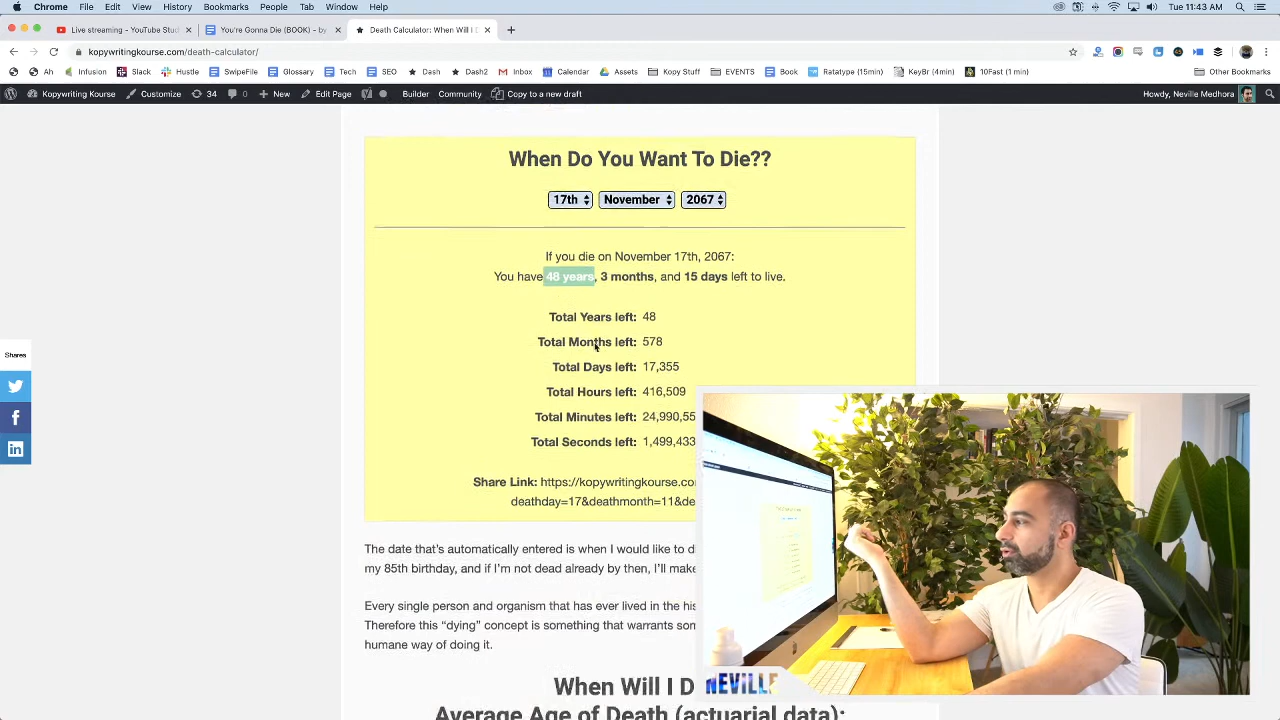 Chrome File Edit View History Bookmarks People Tab Window Help Tue 11:43 AM
Live streaming - YouTube Stud You're Gonna Die (BOOK) - by Death Calculator: When Will I D
kopywritingkourse.com/death-calculator/
SC Ah Infusion Slack Hustle SwipeFile Glossary Tech SEO Dash Dash2 Inbox Calendar Assets Kopy Stuff EVENTS Book Ratatype (15min) KeyBr (4min) 10Fast (1 min) Other Bookmarks
Kopywriting Kourse Customize 34 0 New Edit Page Builder Community Copy to a new draft Howdy, Neville Medhora
When Do You Want To Die??
17th November 2067
If you die on November 17th, 2067:
You have 48 years, 3 months, and 15 days left to live.
Total Years left: 48
Total Months left: 578
Total Days left: 17,355
Total Hours left: 416,509
Total Minutes left: 24,990,55
Total Seconds left: 1,499,433
Share Link: https://kopywritingkourse.co
deathday=17&deathmonth=11&de
Shares
The date that's automatically entered is when I would like to di
my 85th birthday, and if I'm not dead already by then, I'll make
Every single person and organism that has ever lived in the his
Therefore this "dying" concept is something that warrants som
humane way of doing it.
When Will I D
Average Age of Death (actuarial data):
NEVILLE